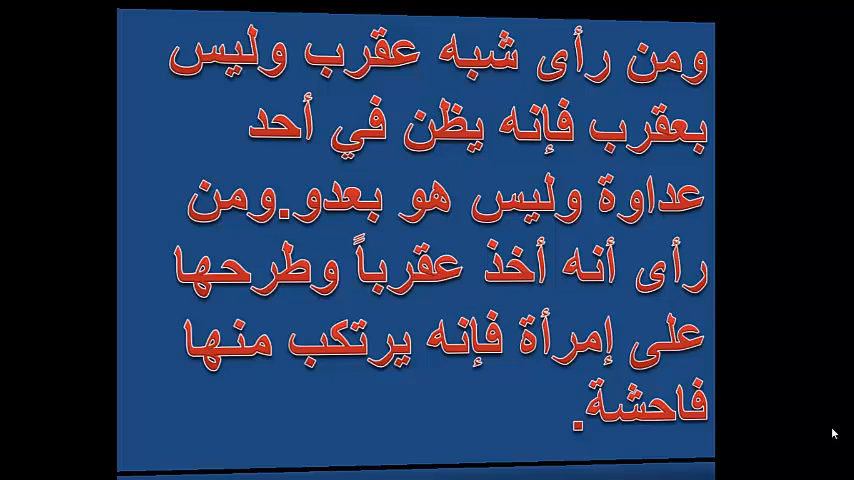 ومن رأى شبه عقرب وليس
بعقرب فإنه يظن في أحد
عداوة وليس هو بعدو.ومن
رأى أنه أخذ عقرباً وطرحها
على إمرأة فإنه يرتكب منها
فاحشة.